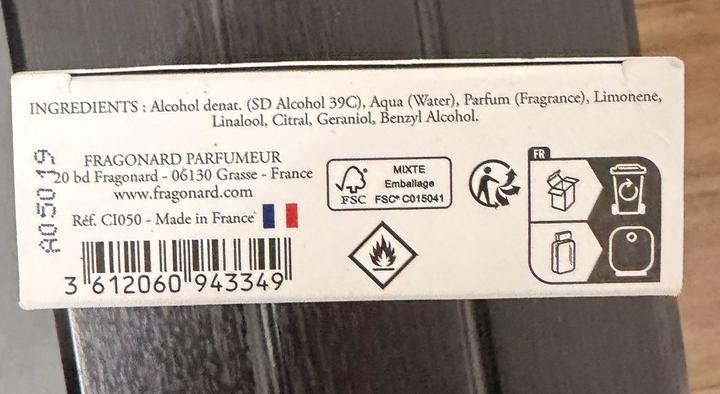 INGREDIENTS : Alcohol denat. (SD Alcohol 39C), Aqua (Water), Parfum (Fragrance), Limonene,
Linalool, Citral, Geraniol, Benzyl Alcohol.
A05019
FRAGONARD PARFUMEUR
20 bd Fragonard - 06130 Grasse - France
www.fragonard.com
Réf. CI050 - Made in France
3 612060 943349
FSC
MIXTE
Emballage
FSC® C015041
FR